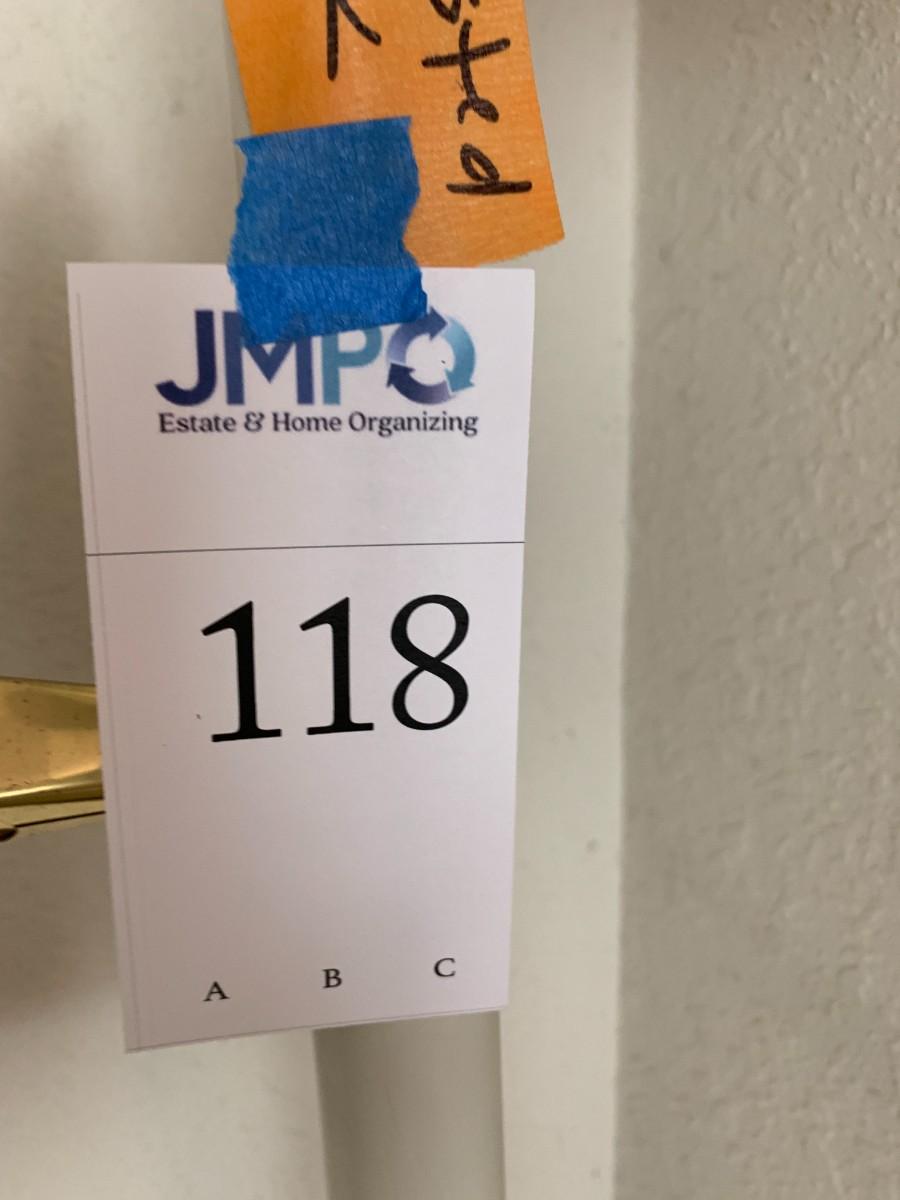 JMPO
Estate & Home Organizing
118
A B C